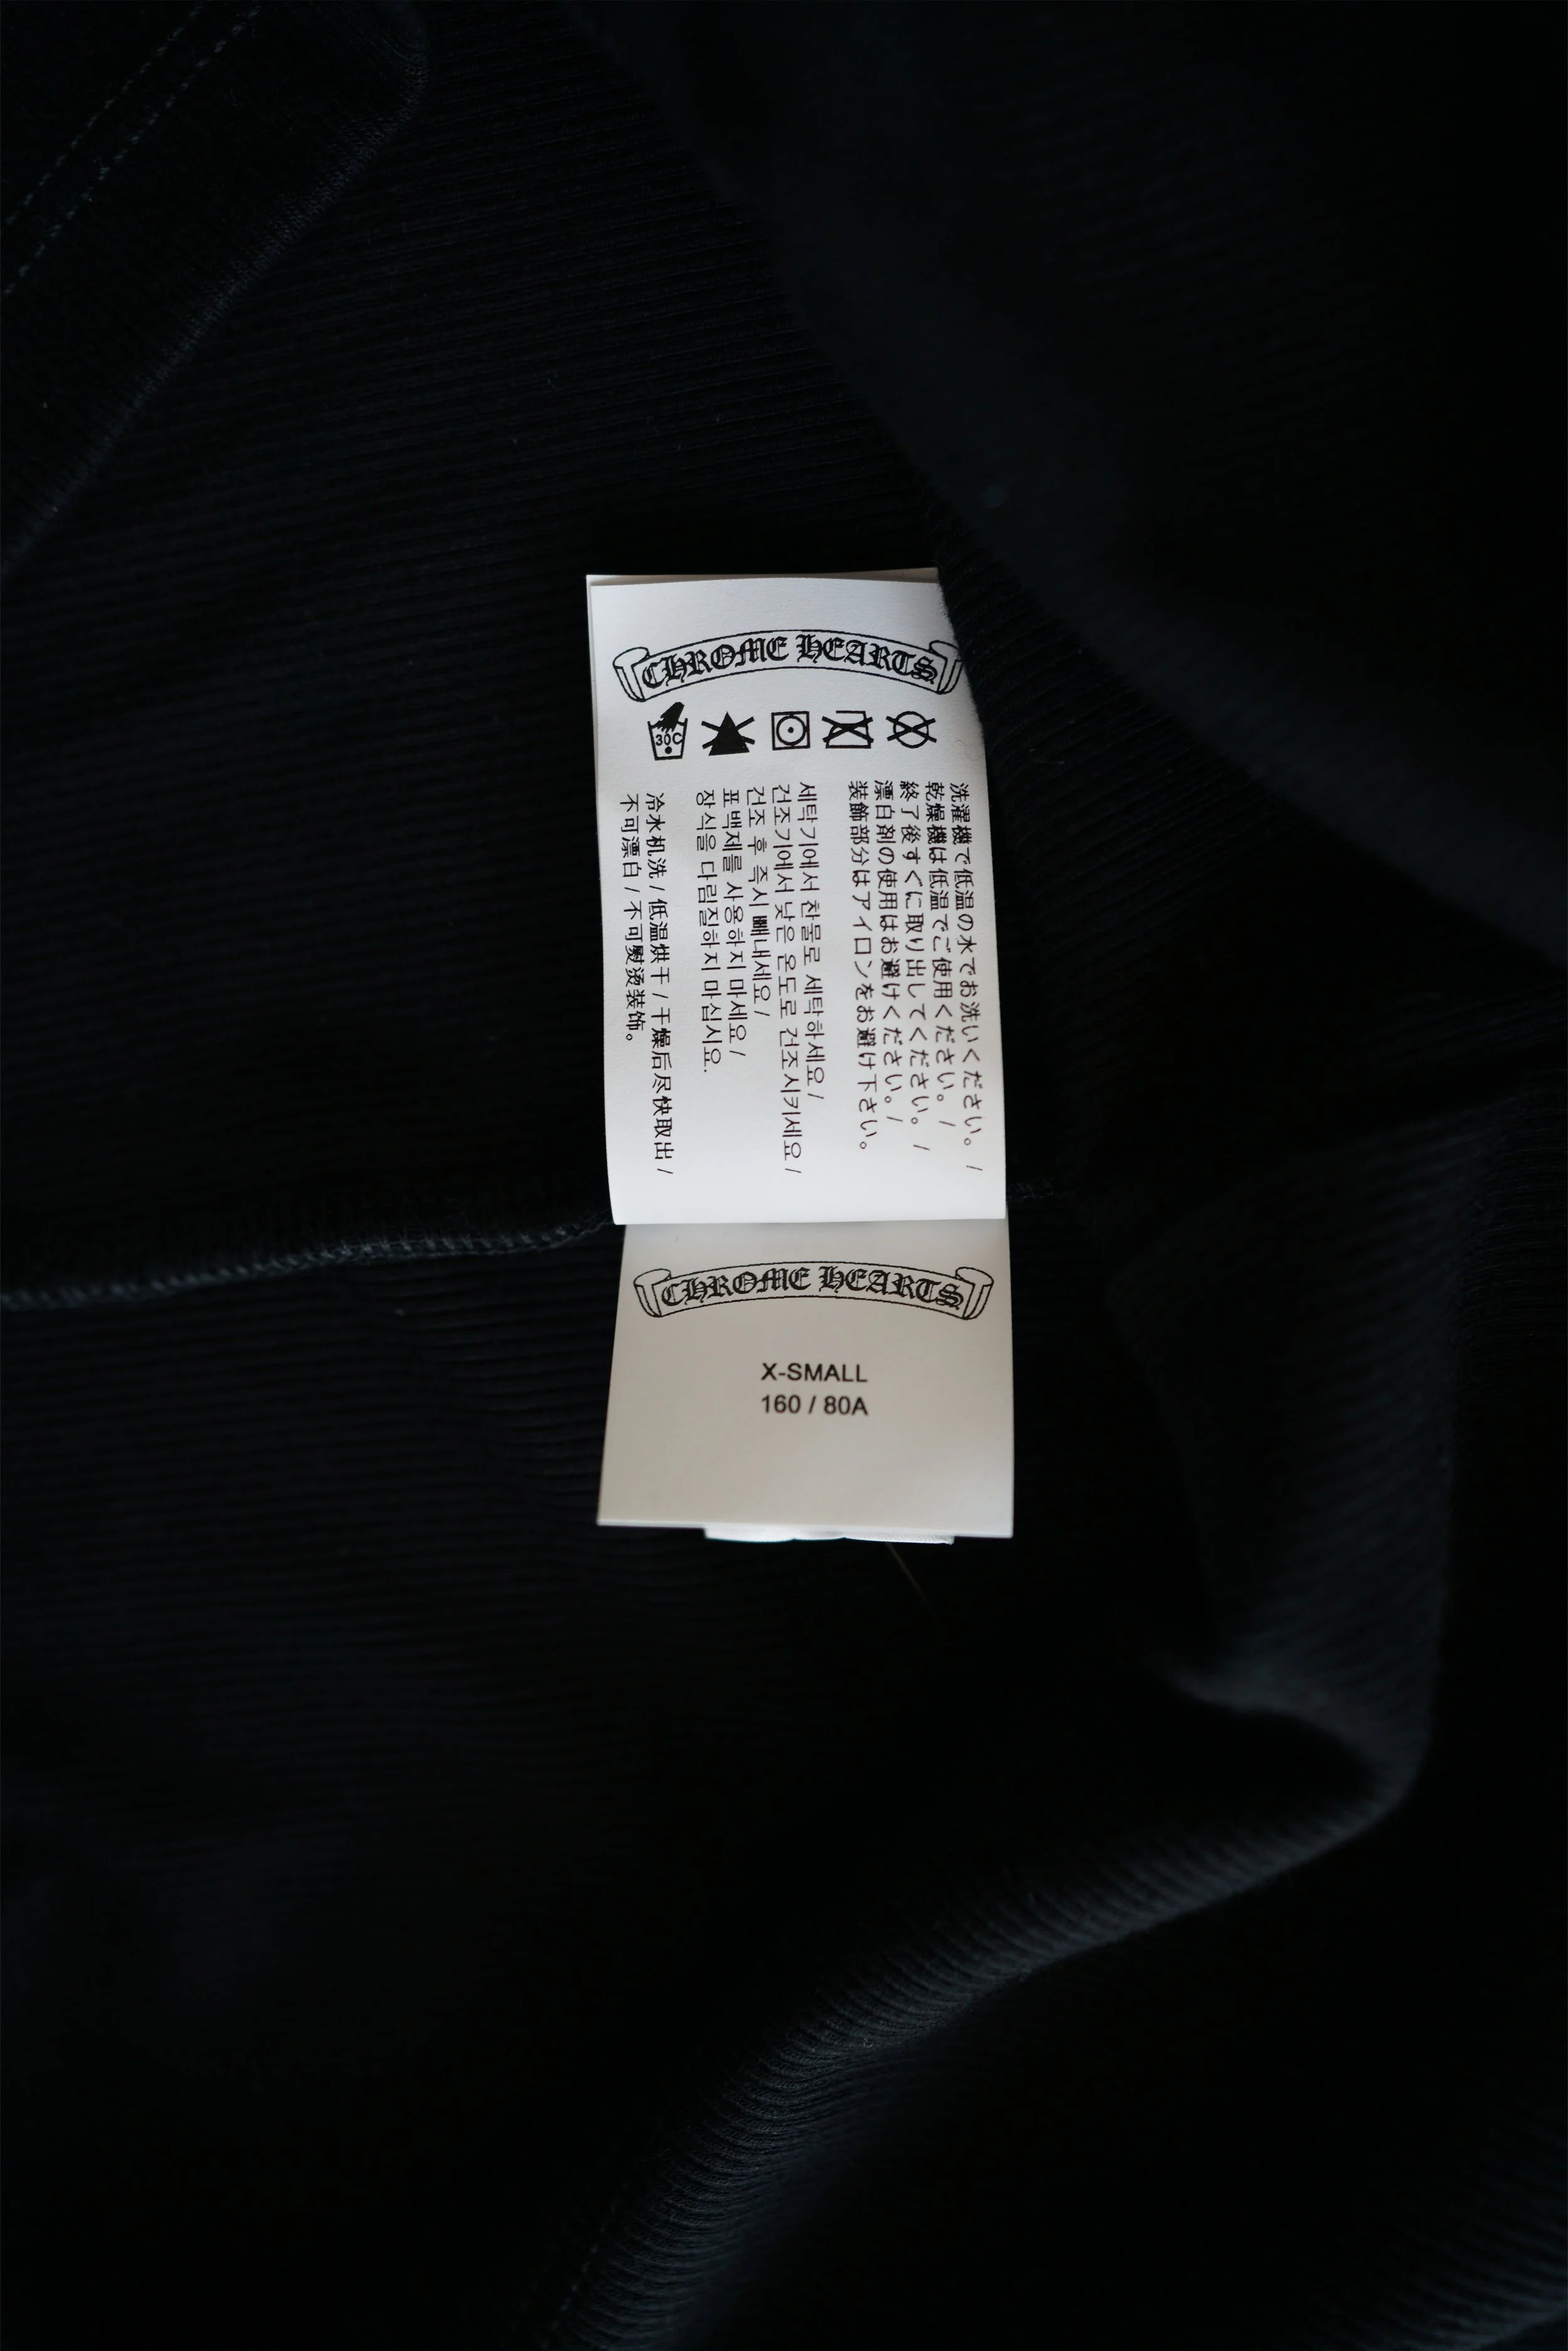 CHROME HEARTS
30C
洗濯機で低温の水でお洗いください。 /
乾燥機は低温でご使用ください。 /
終了後すぐに取り出してください。 /
漂白剤の使用はお避けください。 /
装飾部分はアイロンをお避け下さい。
세탁기에서 찬물로 세탁하세요 /
건조기에서 낮은 온도로 건조시키세요 /
건조 후 즉시 빼내세요 /
표백제를 사용하지 마세요 /
장식을 다림질하지 마십시요.
冷水机洗 / 低温烘干 / 干燥后尽快取出 /
不可漂白 / 不可熨烫装饰。
CHROME HEARTS
X-SMALL
160 / 80A